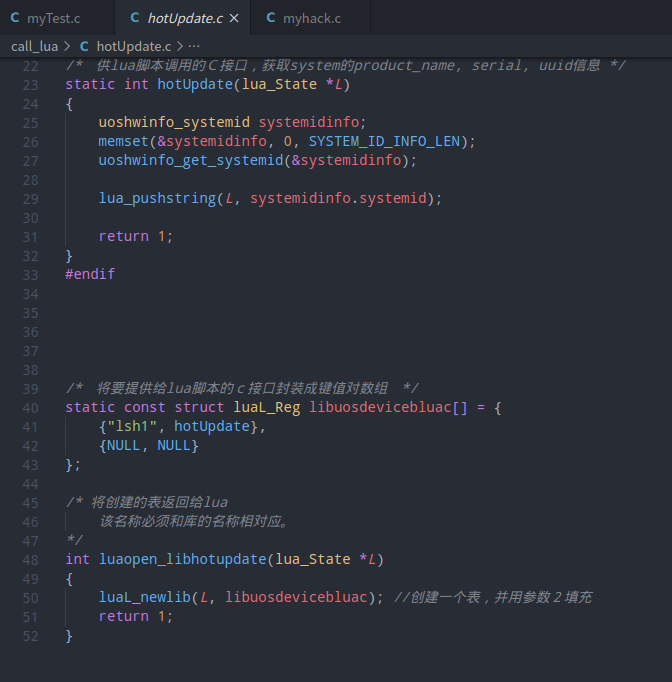 myTest.c hotUpdate.c × myhack.c
call_lua > C hotUpdate.c > ...
22 /* 供lua脚本调用的C接口，获取system的product_name, serial, uuid信息 */
23 static int hotUpdate(lua_State *L)
24 {
25 uoshwinfo_systemid systemidinfo;
26 memset(&systemidinfo, 0, SYSTEM_ID_INFO_LEN);
27 uoshwinfo_get_systemid(&systemidinfo);
28
29 lua_pushstring(L, systemidinfo.systemid);
30
31 return 1;
32 }
33 #endif
34
35
36
37
38
39 /* 将要提供给lua脚本的c接口封装成键值对数组 */
40 static const struct luaL_Reg libuosdevicebluac[] = {
41 {"lsh1", hotUpdate},
42 {NULL, NULL}
43 };
44
45 /* 将创建的表返回给lua
46 该名称必须和库的名称相对应。
47 */
48 int luaopen_libhotupdate(lua_State *L)
49 {
50 luaL_newlib(L, libuosdevicebluac); //创建一个表，并用参数2填充
51 return 1;
52 }